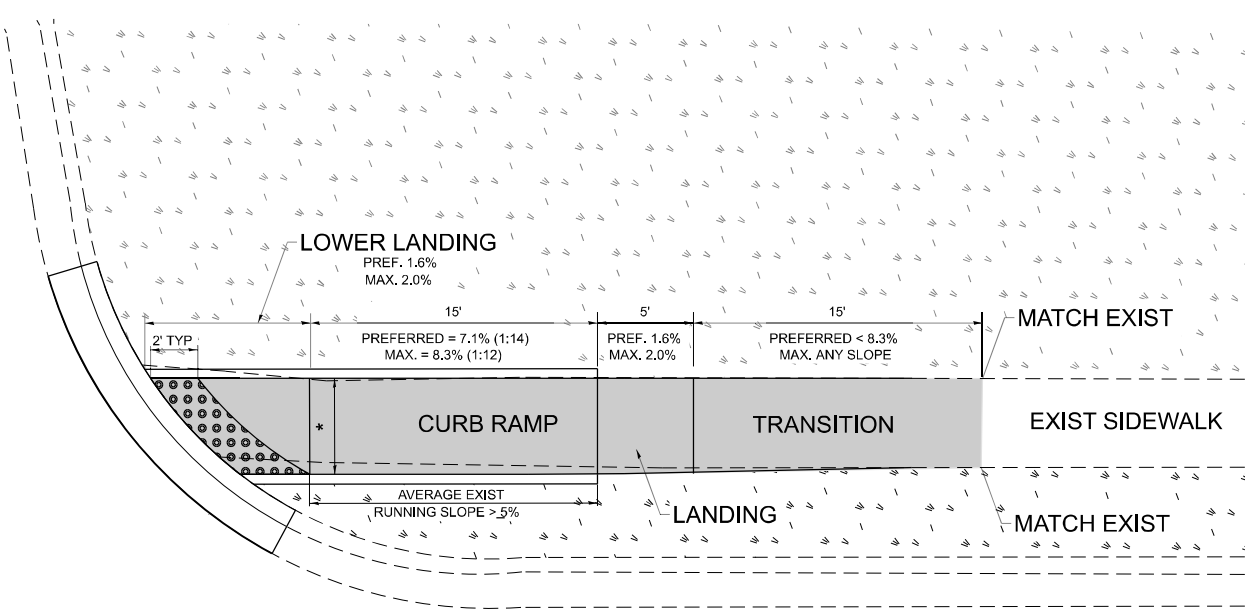 LOWER LANDING
PREF. 1.6%
MAX. 2.0%
15'
5'
15'
MATCH EXIST
2' TYP
PREFERRED = 7.1% (1:14)
MAX. = 8.3% (1:12)
PREF. 1.6%
MAX. 2.0%
PREFERRED < 8.3%
MAX. ANY SLOPE
*
CURB RAMP
TRANSITION
EXIST SIDEWALK
AVERAGE EXIST
RUNNING SLOPE > 5%
LANDING
MATCH EXIST